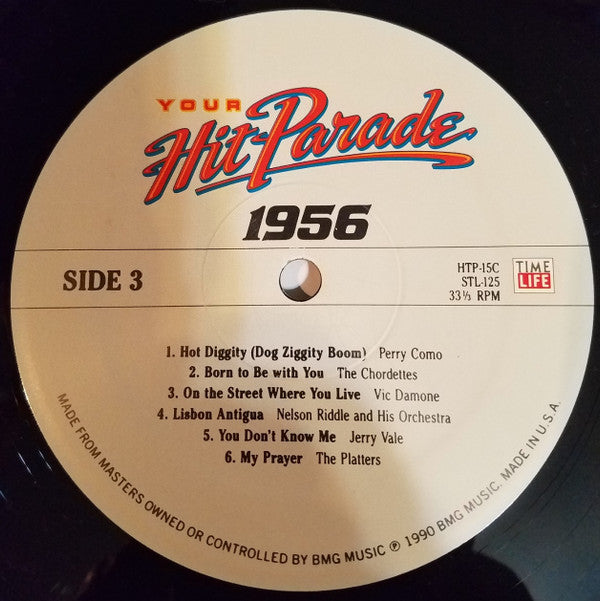 YOUR
Hit Parade
1956
SIDE 3
HTP-15C
STL-125
33⅓ RPM
TIME
LIFE
1. Hot Diggity (Dog Ziggity Boom) Perry Como
2. Born to Be with You The Chordettes
3. On the Street Where You Live Vic Damone
4. Lisbon Antigua Nelson Riddle and His Orchestra
5. You Don't Know Me Jerry Vale
6. My Prayer The Platters
MADE FROM MASTERS OWNED OR CONTROLLED BY BMG MUSIC ℗ 1990 BMG MUSIC. MADE IN U.S.A.